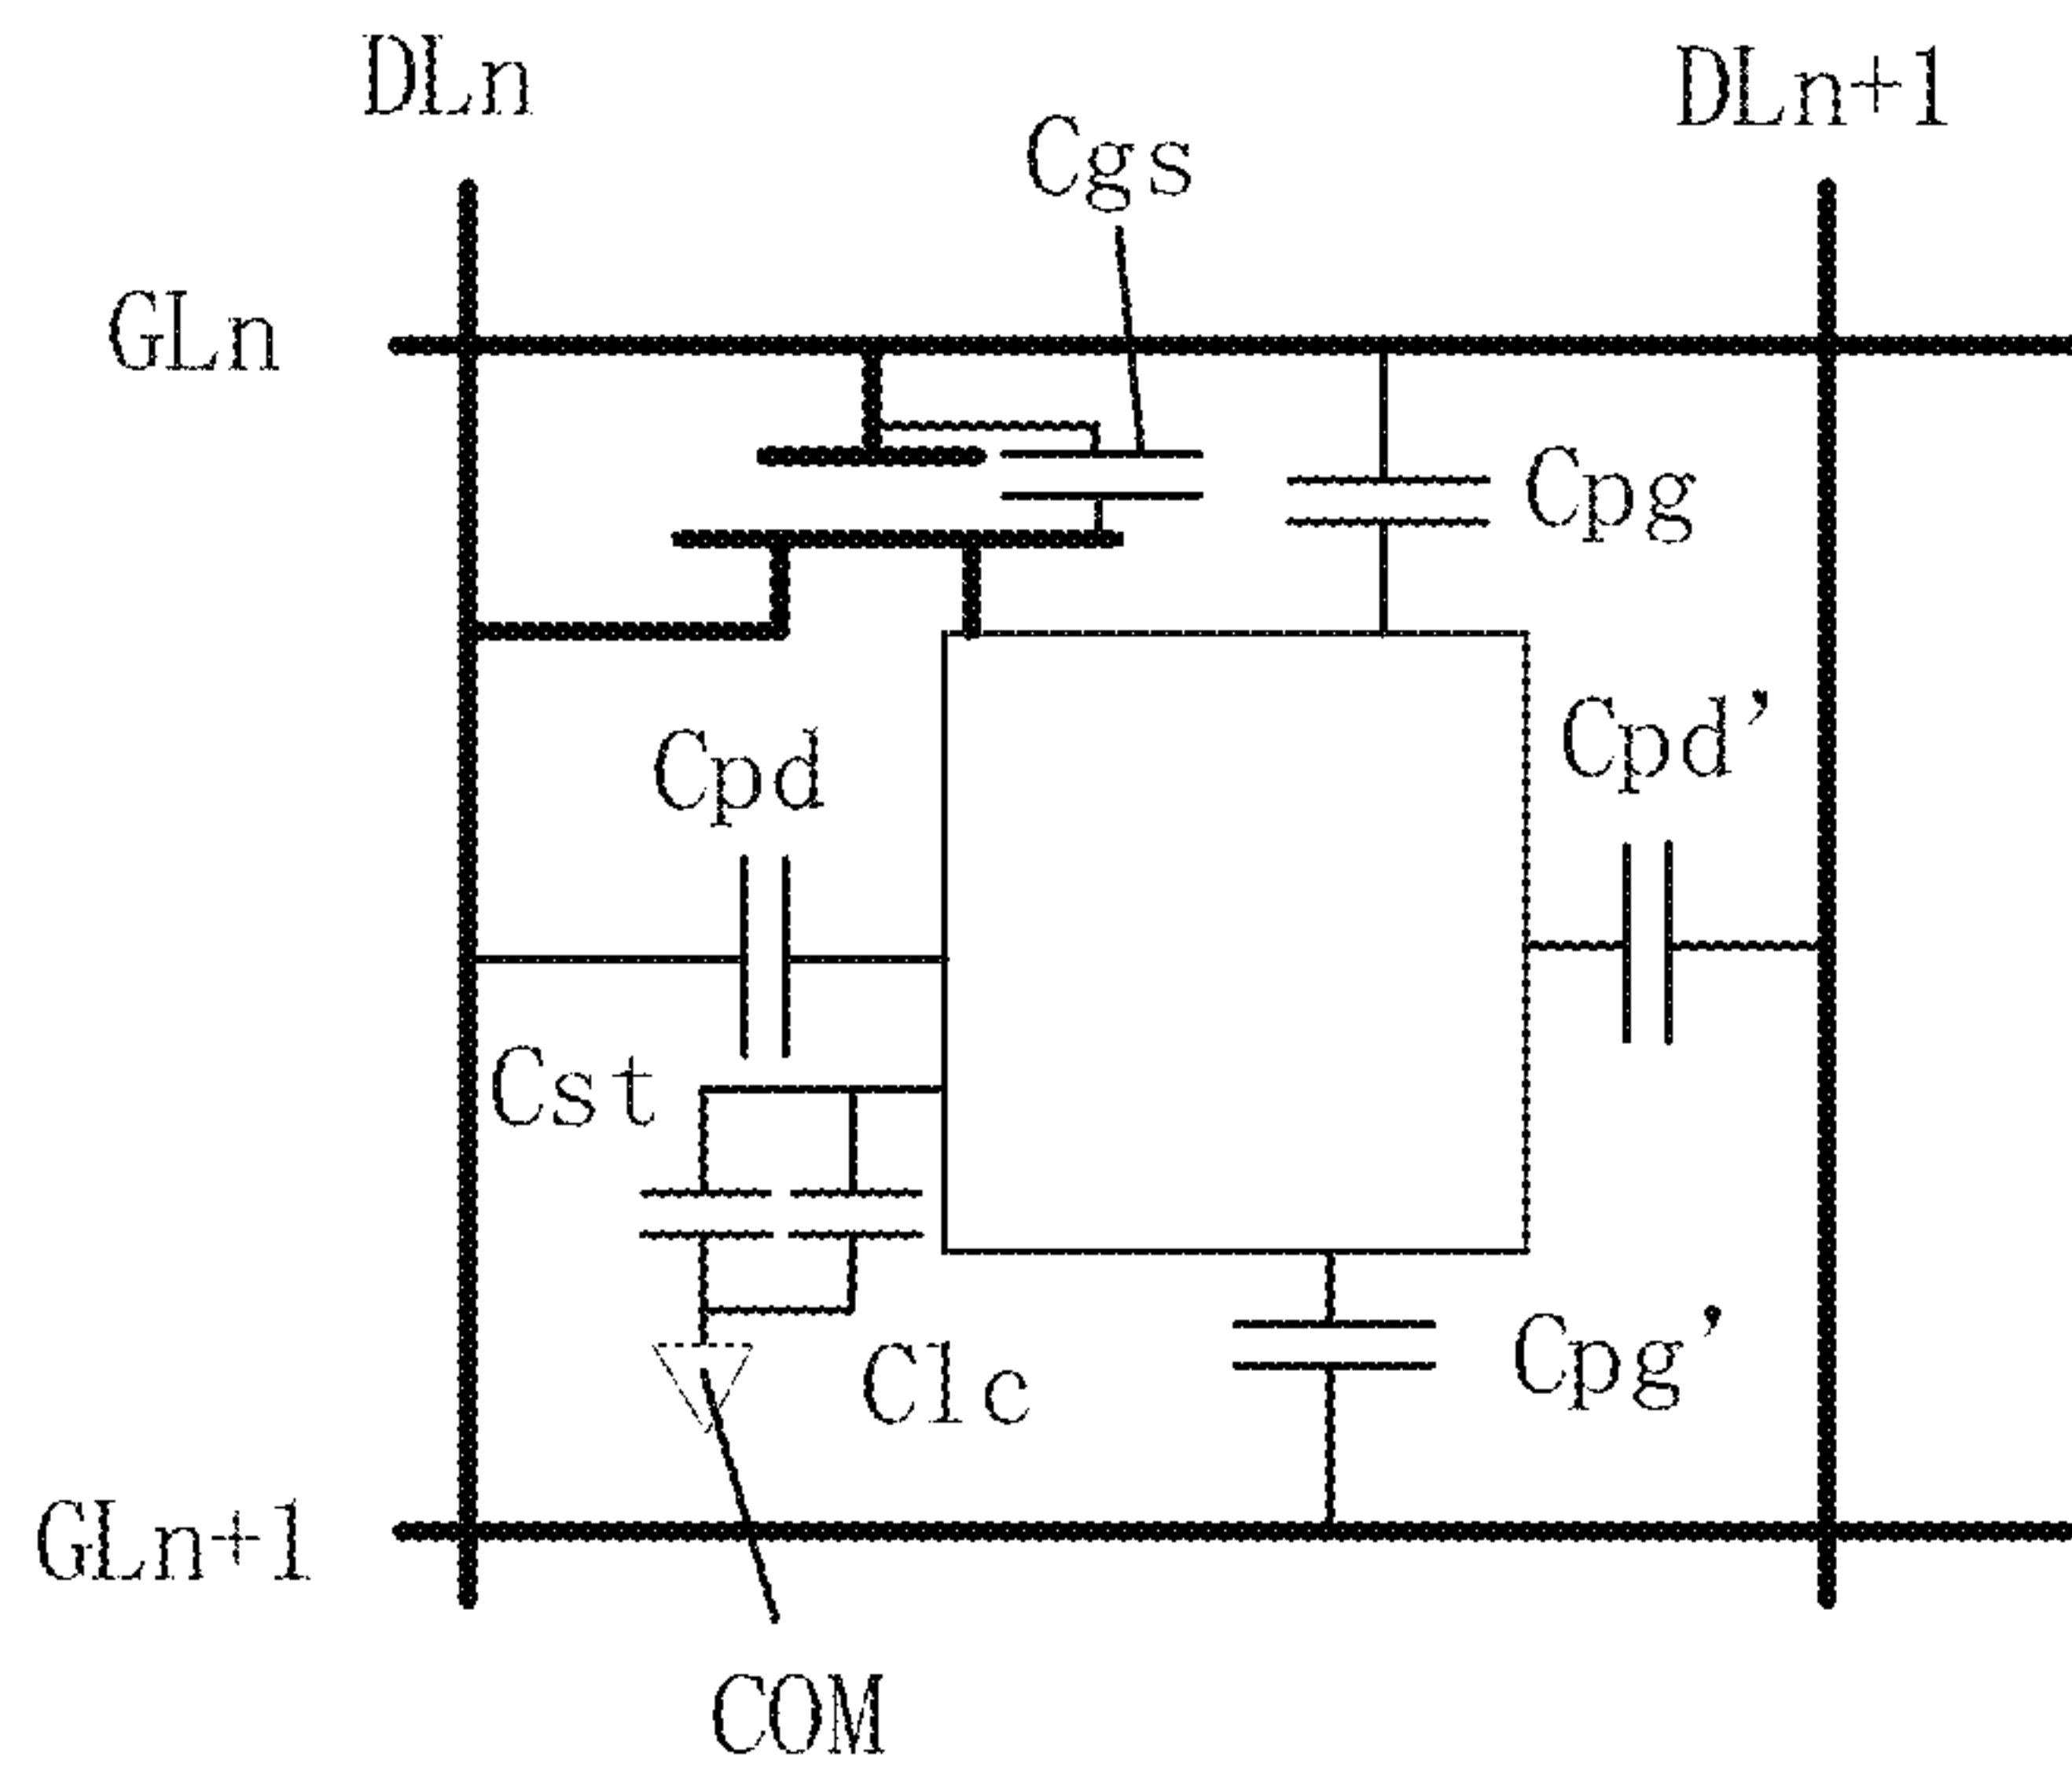 DLn
DLn+1
Cgs
GLn
Cpg
Cpd'
Cpd
Cst
Cpg'
Clc
GLn+1
COM